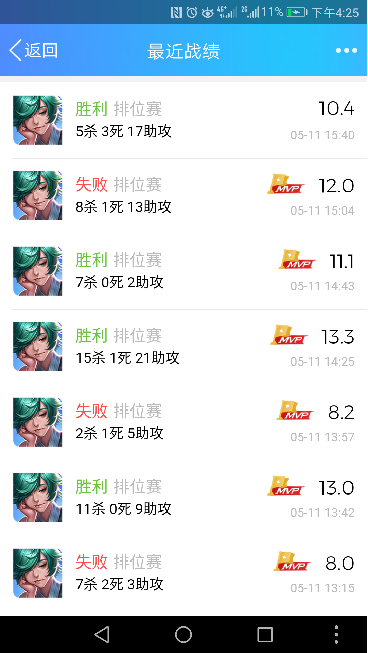 4G 2G 11% 下午4:25
返回 最近战绩
胜利 排位赛 10.4
5杀 3死 17助攻 05-11 15:40
失败 排位赛 MVP 12.0
8杀 1死 13助攻 05-11 15:04
胜利 排位赛 MVP 11.1
7杀 0死 2助攻 05-11 14:43
胜利 排位赛 MVP 13.3
15杀 1死 21助攻 05-11 14:25
失败 排位赛 MVP 8.2
2杀 1死 5助攻 05-11 13:57
胜利 排位赛 MVP 13.0
11杀 0死 9助攻 05-11 13:42
失败 排位赛 MVP 8.0
7杀 2死 3助攻 05-11 13:15